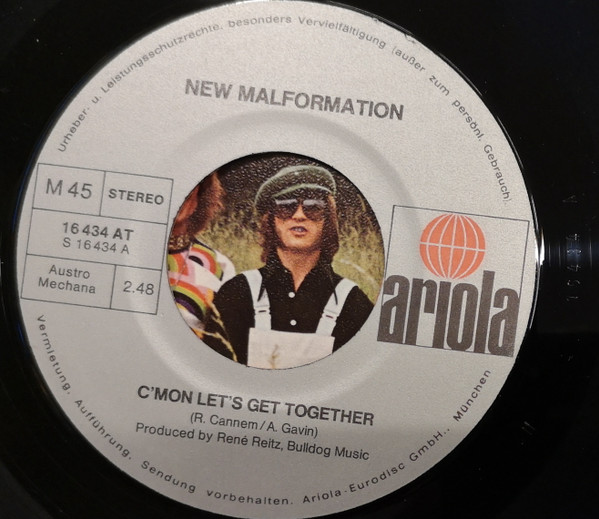 Urheber- u. Leistungsschutzrechte, besonders Vervielfältigung (außer zum persönl. Gebrauch),
NEW MALFORMATION
M 45
STEREO
16 434 AT
S 16 434 A
Austro
Mechana
2.48
ariola
C'MON LET'S GET TOGETHER
(R. Cannem / A. Gavin)
Produced by René Reitz, Bulldog Music
Vermietung, Aufführung, Sendung vorbehalten. Ariola-Eurodisc GmbH., München